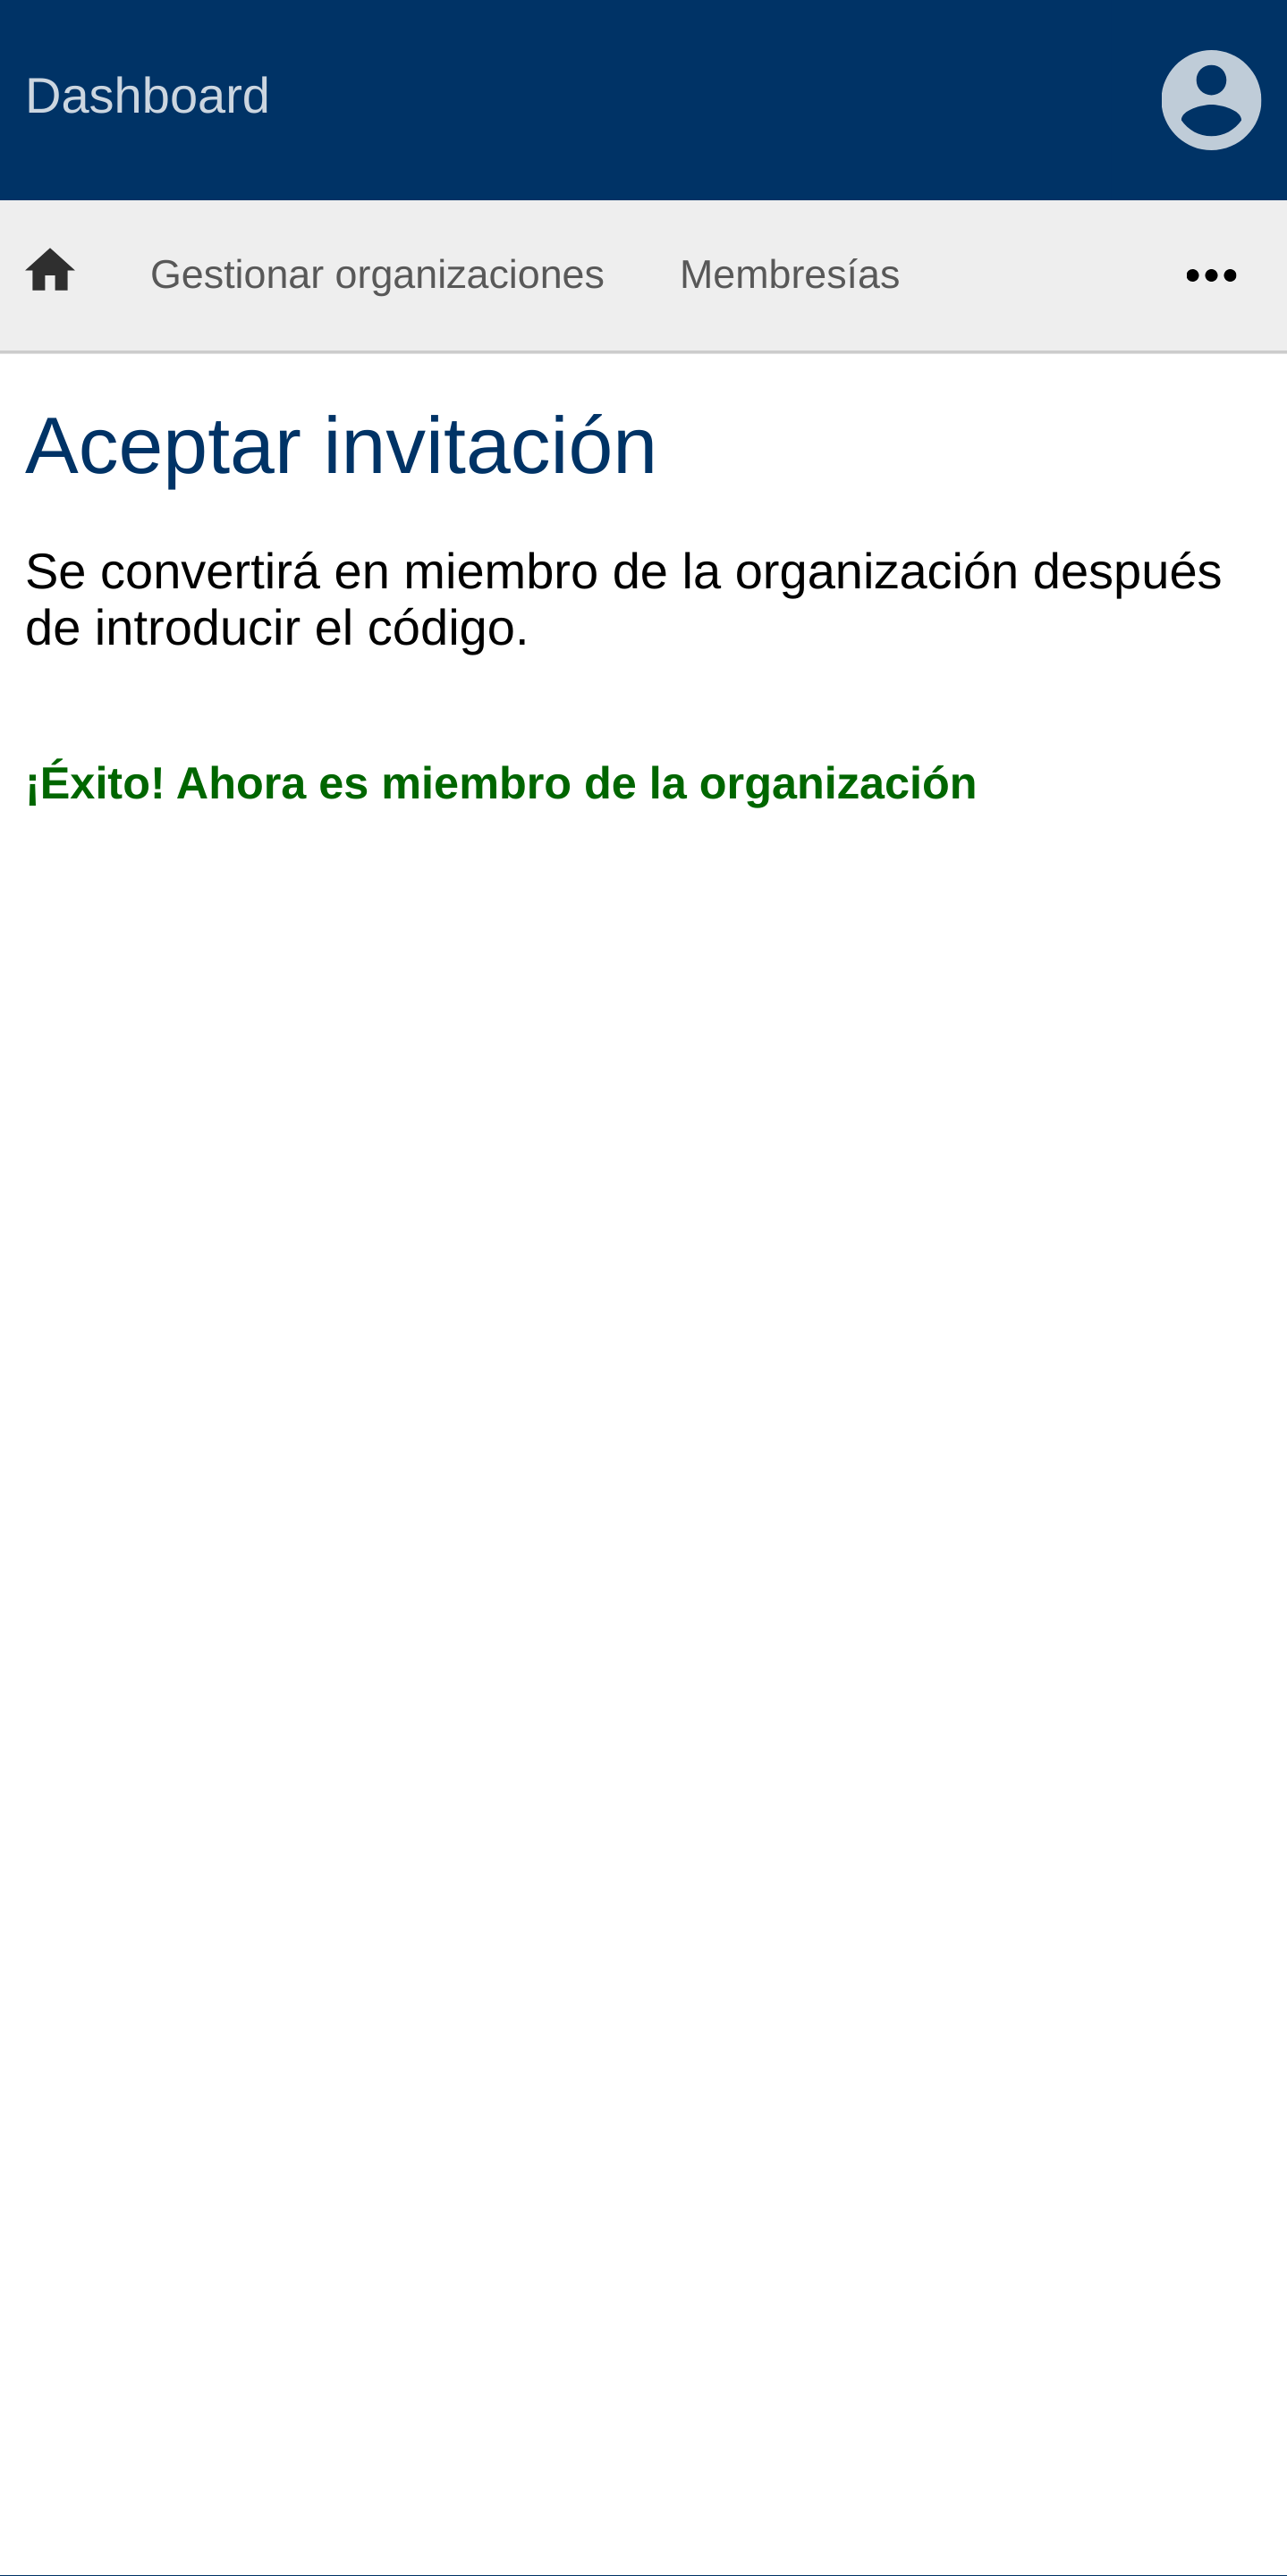 Dashboard
Gestionar organizaciones Membresías
Aceptar invitación
Se convertirá en miembro de la organización después
de introducir el código.
¡Éxito! Ahora es miembro de la organización